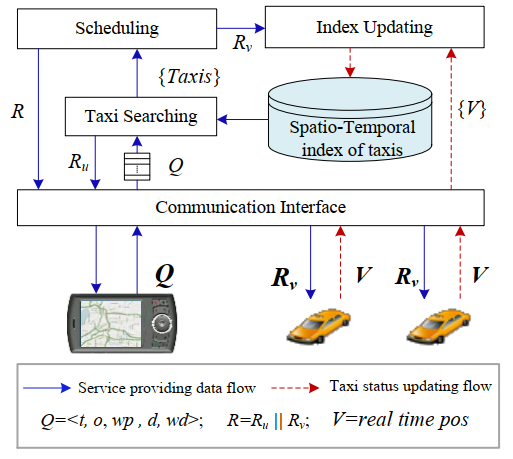 Scheduling
R_v
Index Updating
{Taxis}
R
Taxi Searching
Spatio-Temporal
index of taxis
{V}
R_u
Q
Communication Interface
Q
R_v
V
R_v
V
Service providing data flow
Taxi status updating flow
Q=<t, o, wp , d, wd>; R=R_u || R_v; V=real time pos